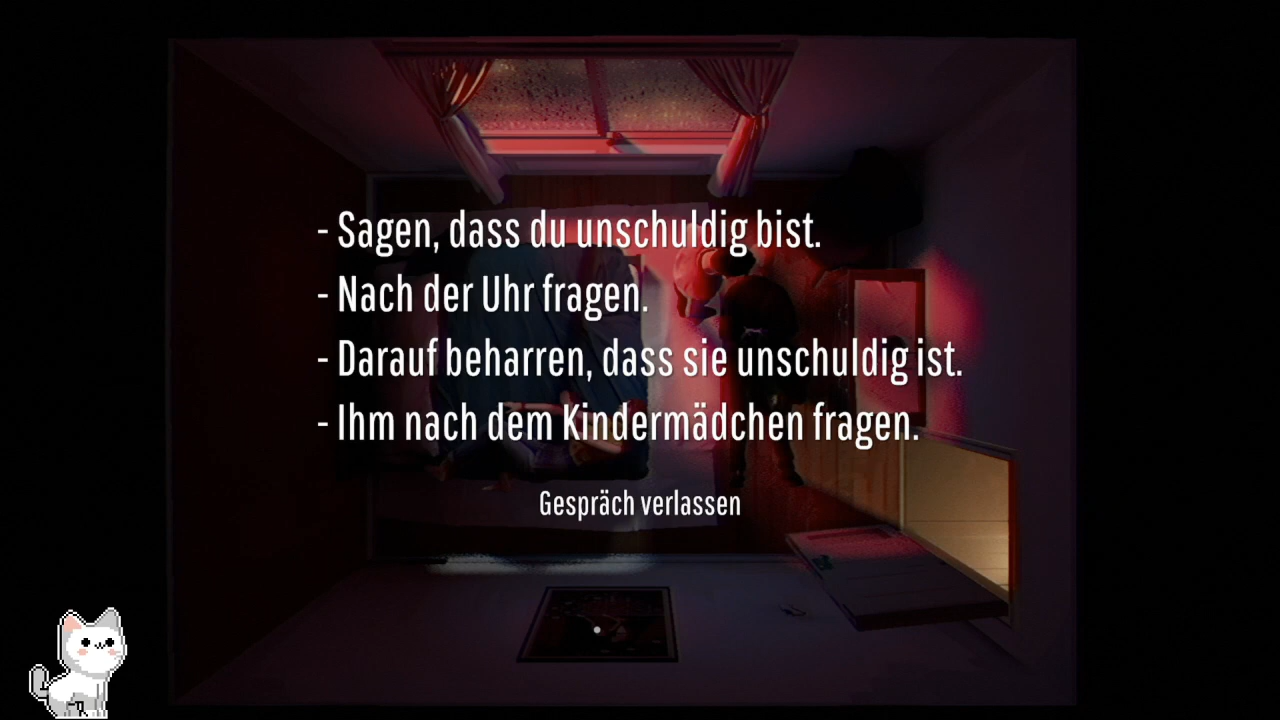 - Sagen, dass du unschuldig bist.
- Nach der Uhr fragen.
- Darauf beharren, dass sie unschuldig ist.
- Ihm nach dem Kindermädchen fragen.
Gespräch verlassen